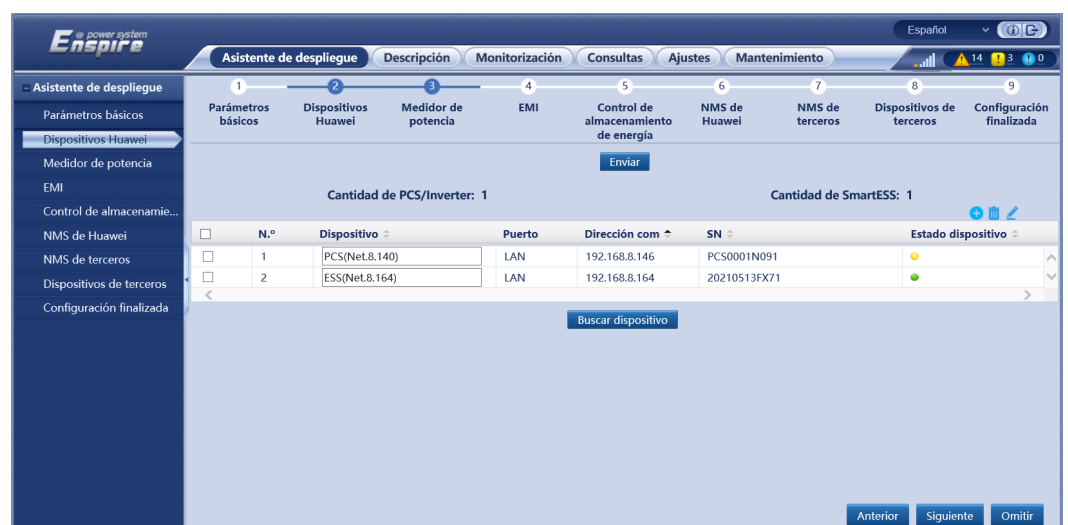 @ power system
Enspire
Español
Asistente de despliegue Descripción Monitorización Consultas Ajustes Mantenimiento
14 3 0
Asistente de despliegue
Parámetros básicos
Dispositivos Huawei
Medidor de potencia
EMI
Control de almacenamie...
NMS de Huawei
NMS de terceros
Dispositivos de terceros
Configuración finalizada
1 2 3 4 5 6 7 8 9
Parámetros básicos
Dispositivos Huawei
Medidor de potencia
EMI
Control de almacenamiento de energía
NMS de Huawei
NMS de terceros
Dispositivos de terceros
Configuración finalizada
Enviar
Cantidad de PCS/Inverter: 1 Cantidad de SmartESS: 1
N.º Dispositivo Puerto Dirección com SN Estado dispositivo
1 PCS(Net.8.140) LAN 192.168.8.146 PCS0001N091
2 ESS(Net.8.164) LAN 192.168.8.164 20210513FX71
Buscar dispositivo
Anterior Siguiente Omitir